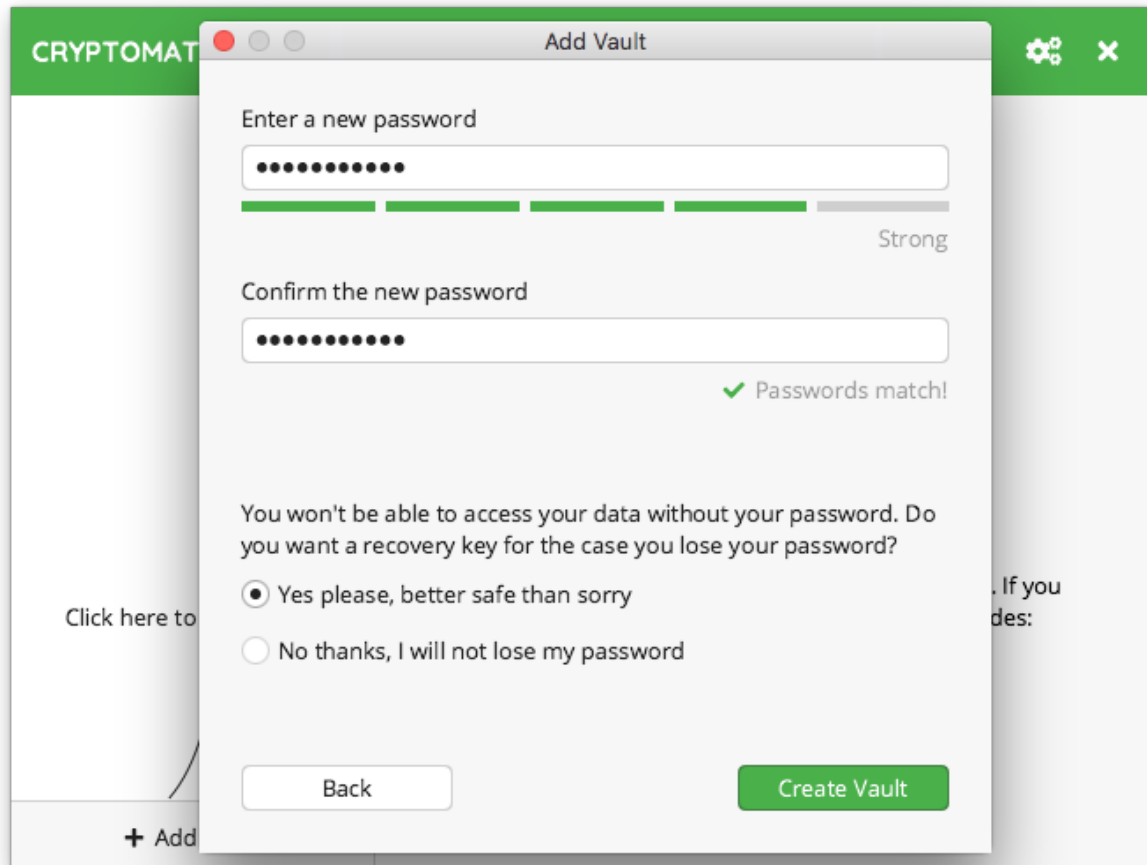 CRYPTOMAT
Add Vault
Enter a new password
•••••••••••
Strong
Confirm the new password
•••••••••••
Passwords match!
You won't be able to access your data without your password. Do
you want a recovery key for the case you lose your password?
Yes please, better safe than sorry
No thanks, I will not lose my password
Click here to
. If you
des:
Back
Create Vault
+ Add